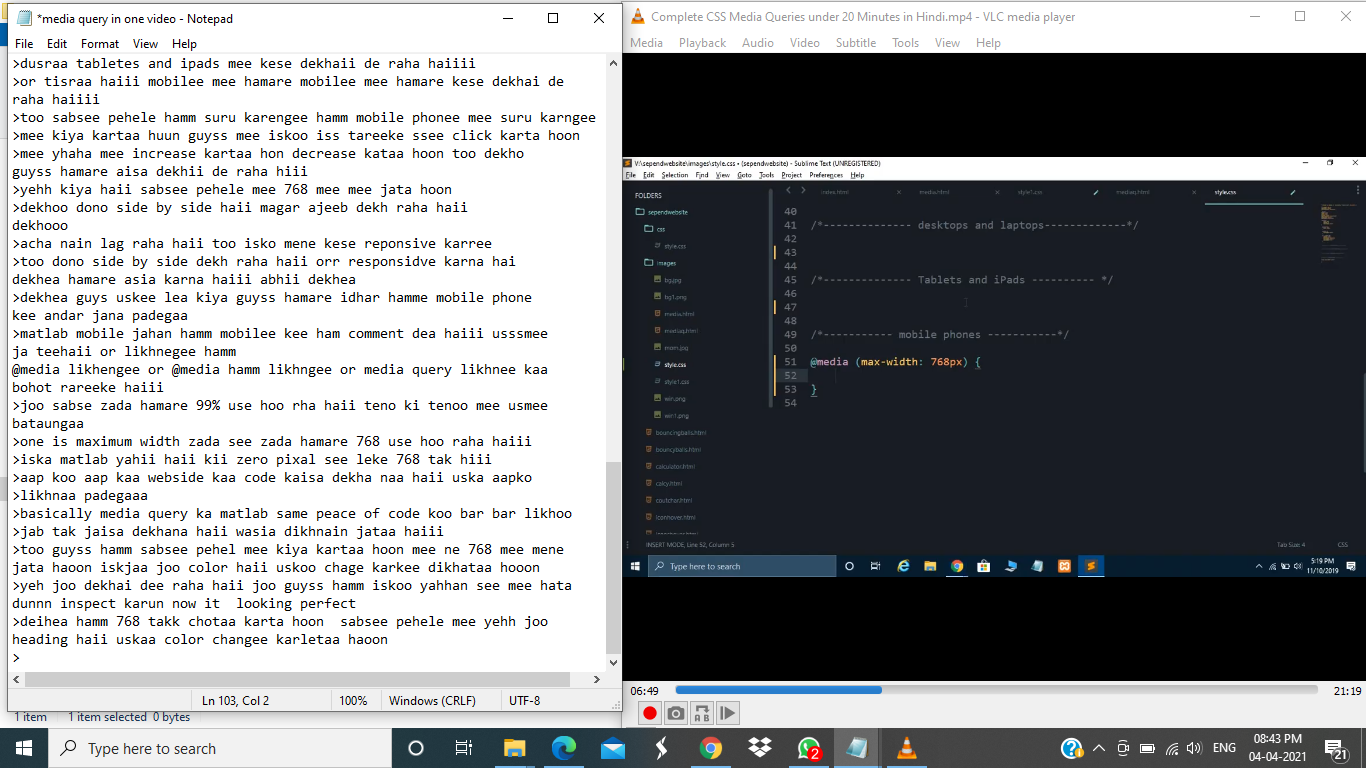 *media query in one video - Notepad
File Edit Format View Help
>dusraa tabletes and ipads mee kese dekhaii de raha haiiii
>or tisraa haiii mobilee mee hamare mobilee mee hamare kese dekhai de
raha haiiii
>too sabsee pehele hamm suru karengee hamm mobile phonee mee suru karngee
>mee kiya kartaa huun guyss mee iskoo iss tareeke ssee click karta hoon
>mee yhaha mee increase kartaa hon decrease kataa hoon too dekho
guyss hamare aisa dekhii de raha hiii
>yehh kiya haii sabsee pehele mee 768 mee mee jata hoon
>dekhoo dono side by side haii magar ajeeb dekh raha haii
dekhooo
>acha nain lag raha haii too isko mene kese reponsive karree
>too dono side by side dekh raha haii orr responsidve karna hai
dekhea hamare asia karna haiii abhii dekhea
>dekhea guys uskee lea kiya guyss hamare idhar hamme mobile phone
kee andar jana padegaa
>matlab mobile jahan hamm mobilee kee ham comment dea haiii usssmee
ja teehaii or likhnegee hamm
@media likhengee or @media hamm likhngee or media query likhnee kaa
bohot rareeke haiii
>joo sabse zada hamare 99% use hoo rha haii teno ki tenoo mee usmee
bataungaa
>one is maximum width zada see zada hamare 768 use hoo raha haiii
>iska matlab yahii haii kii zero pixal see leke 768 tak hiii
>aap koo aap kaa webside kaa code kaisa dekha naa haii uska aapko
>likhnaa padegaaa
>basically media query ka matlab same peace of code koo bar bar likhoo
>jab tak jaisa dekhana haii wasia dikhnain jataa haiii
>too guyss hamm sabsee pehel mee kiya kartaa hoon mee ne 768 mee mene
jata haoon iskjaa joo color haii uskoo chage karkee dikhataa hooon
>yeh joo dekhai dee raha haii joo guyss hamm iskoo yahhan see mee hata
dunnn inspect karun now it  looking perfect
>deihea hamm 768 takk chotaa karta hoon  sabsee pehele mee yehh joo
heading haii uskaa color changee karletaa haoon
>
Ln 103, Col 2 100% Windows (CRLF) UTF-8
1 item 1 item selected 0 bytes
Complete CSS Media Queries under 20 Minutes in Hindi.mp4 - VLC media player
Media Playback Audio Video Subtitle Tools View Help
V:\sependwebsite\images\style.css • (sependwebsite) - Sublime Text (UNREGISTERED)
File Edit Selection Find View Goto Tools Project Preferences Help
index.html media.html style1.css mediaq.html style.css
FOLDERS
sependwebsite
css
style.css
images
bg.jpg
bg1.png
media.html
mediaq.html
mom.jpg
style.css
style1.css
win.png
win1.png
bouncingballs.html
bouncyballs.html
calculator.html
calcy.html
coutchar.html
iconhover.html
40
41 /*------------- desktops and laptops-------------*/
42
43
44
45 /*------------- Tablets and iPads ---------- */
46
47
48
49 /*----------- mobile phones -----------*/
50
51 @media (max-width: 768px) {
52
53 }
54
INSERT MODE, Line 52, Column 5 Tab Size: 4 CSS
Type here to search
5:19 PM
11/10/2019
06:49 21:19
Type here to search
2
ENG
08:43 PM
04-04-2021
21